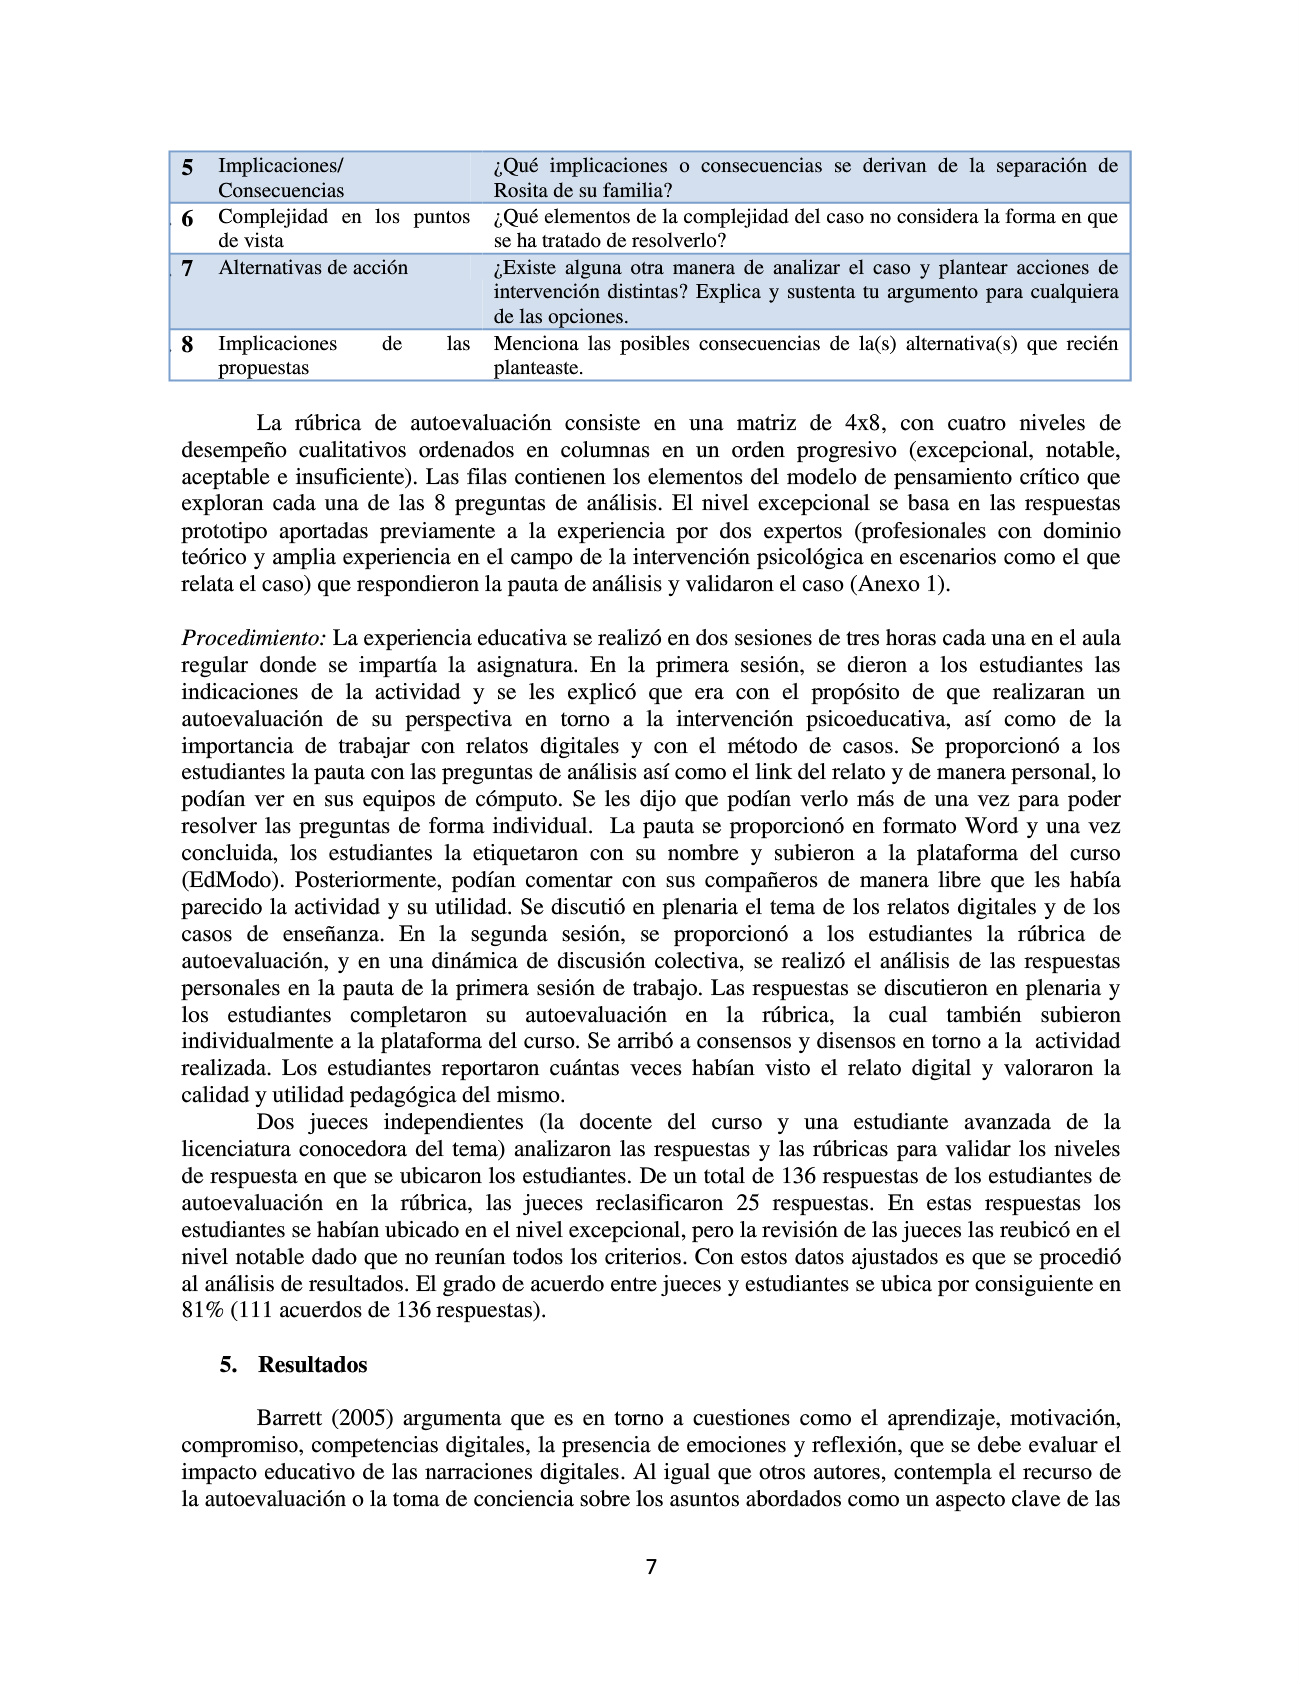 5 Implicaciones/ ¿Qué implicaciones o consecuencias se derivan de la separación de
Consecuencias Rosita de su familia?
6 Complejidad en los puntos ¿Qué elementos de la complejidad del caso no considera la forma en que
de vista se ha tratado de resolverlo?
7 Alternativas de acción ¿Existe alguna otra manera de analizar el caso y plantear acciones de
intervención distintas? Explica y sustenta tu argumento para cualquiera
de las opciones.
8 Implicaciones de las Menciona las posibles consecuencias de la(s) alternativa(s) que recién
propuestas planteaste.
La rúbrica de autoevaluación consiste en una matriz de 4x8, con cuatro niveles de
desempeño cualitativos ordenados en columnas en un orden progresivo (excepcional, notable,
aceptable e insuficiente). Las filas contienen los elementos del modelo de pensamiento crítico que
exploran cada una de las 8 preguntas de análisis. El nivel excepcional se basa en las respuestas
prototipo aportadas previamente a la experiencia por dos expertos (profesionales con dominio
teórico y amplia experiencia en el campo de la intervención psicológica en escenarios como el que
relata el caso) que respondieron la pauta de análisis y validaron el caso (Anexo 1).
Procedimiento: La experiencia educativa se realizó en dos sesiones de tres horas cada una en el aula
regular donde se impartía la asignatura. En la primera sesión, se dieron a los estudiantes las
indicaciones de la actividad y se les explicó que era con el propósito de que realizaran un
autoevaluación de su perspectiva en torno a la intervención psicoeducativa, así como de la
importancia de trabajar con relatos digitales y con el método de casos. Se proporcionó a los
estudiantes la pauta con las preguntas de análisis así como el link del relato y de manera personal, lo
podían ver en sus equipos de cómputo. Se les dijo que podían verlo más de una vez para poder
resolver las preguntas de forma individual. La pauta se proporcionó en formato Word y una vez
concluida, los estudiantes la etiquetaron con su nombre y subieron a la plataforma del curso
(EdModo). Posteriormente, podían comentar con sus compañeros de manera libre que les había
parecido la actividad y su utilidad. Se discutió en plenaria el tema de los relatos digitales y de los
casos de enseñanza. En la segunda sesión, se proporcionó a los estudiantes la rúbrica de
autoevaluación, y en una dinámica de discusión colectiva, se realizó el análisis de las respuestas
personales en la pauta de la primera sesión de trabajo. Las respuestas se discutieron en plenaria y
los estudiantes completaron su autoevaluación en la rúbrica, la cual también subieron
individualmente a la plataforma del curso. Se arribó a consensos y disensos en torno a la actividad
realizada. Los estudiantes reportaron cuántas veces habían visto el relato digital y valoraron la
calidad y utilidad pedagógica del mismo.
Dos jueces independientes (la docente del curso y una estudiante avanzada de la
licenciatura conocedora del tema) analizaron las respuestas y las rúbricas para validar los niveles
de respuesta en que se ubicaron los estudiantes. De un total de 136 respuestas de los estudiantes de
autoevaluación en la rúbrica, las jueces reclasificaron 25 respuestas. En estas respuestas los
estudiantes se habían ubicado en el nivel excepcional, pero la revisión de las jueces las reubicó en el
nivel notable dado que no reunían todos los criterios. Con estos datos ajustados es que se procedió
al análisis de resultados. El grado de acuerdo entre jueces y estudiantes se ubica por consiguiente en
81% (111 acuerdos de 136 respuestas).
5. Resultados
Barrett (2005) argumenta que es en torno a cuestiones como el aprendizaje, motivación,
compromiso, competencias digitales, la presencia de emociones y reflexión, que se debe evaluar el
impacto educativo de las narraciones digitales. Al igual que otros autores, contempla el recurso de
la autoevaluación o la toma de conciencia sobre los asuntos abordados como un aspecto clave de las
7